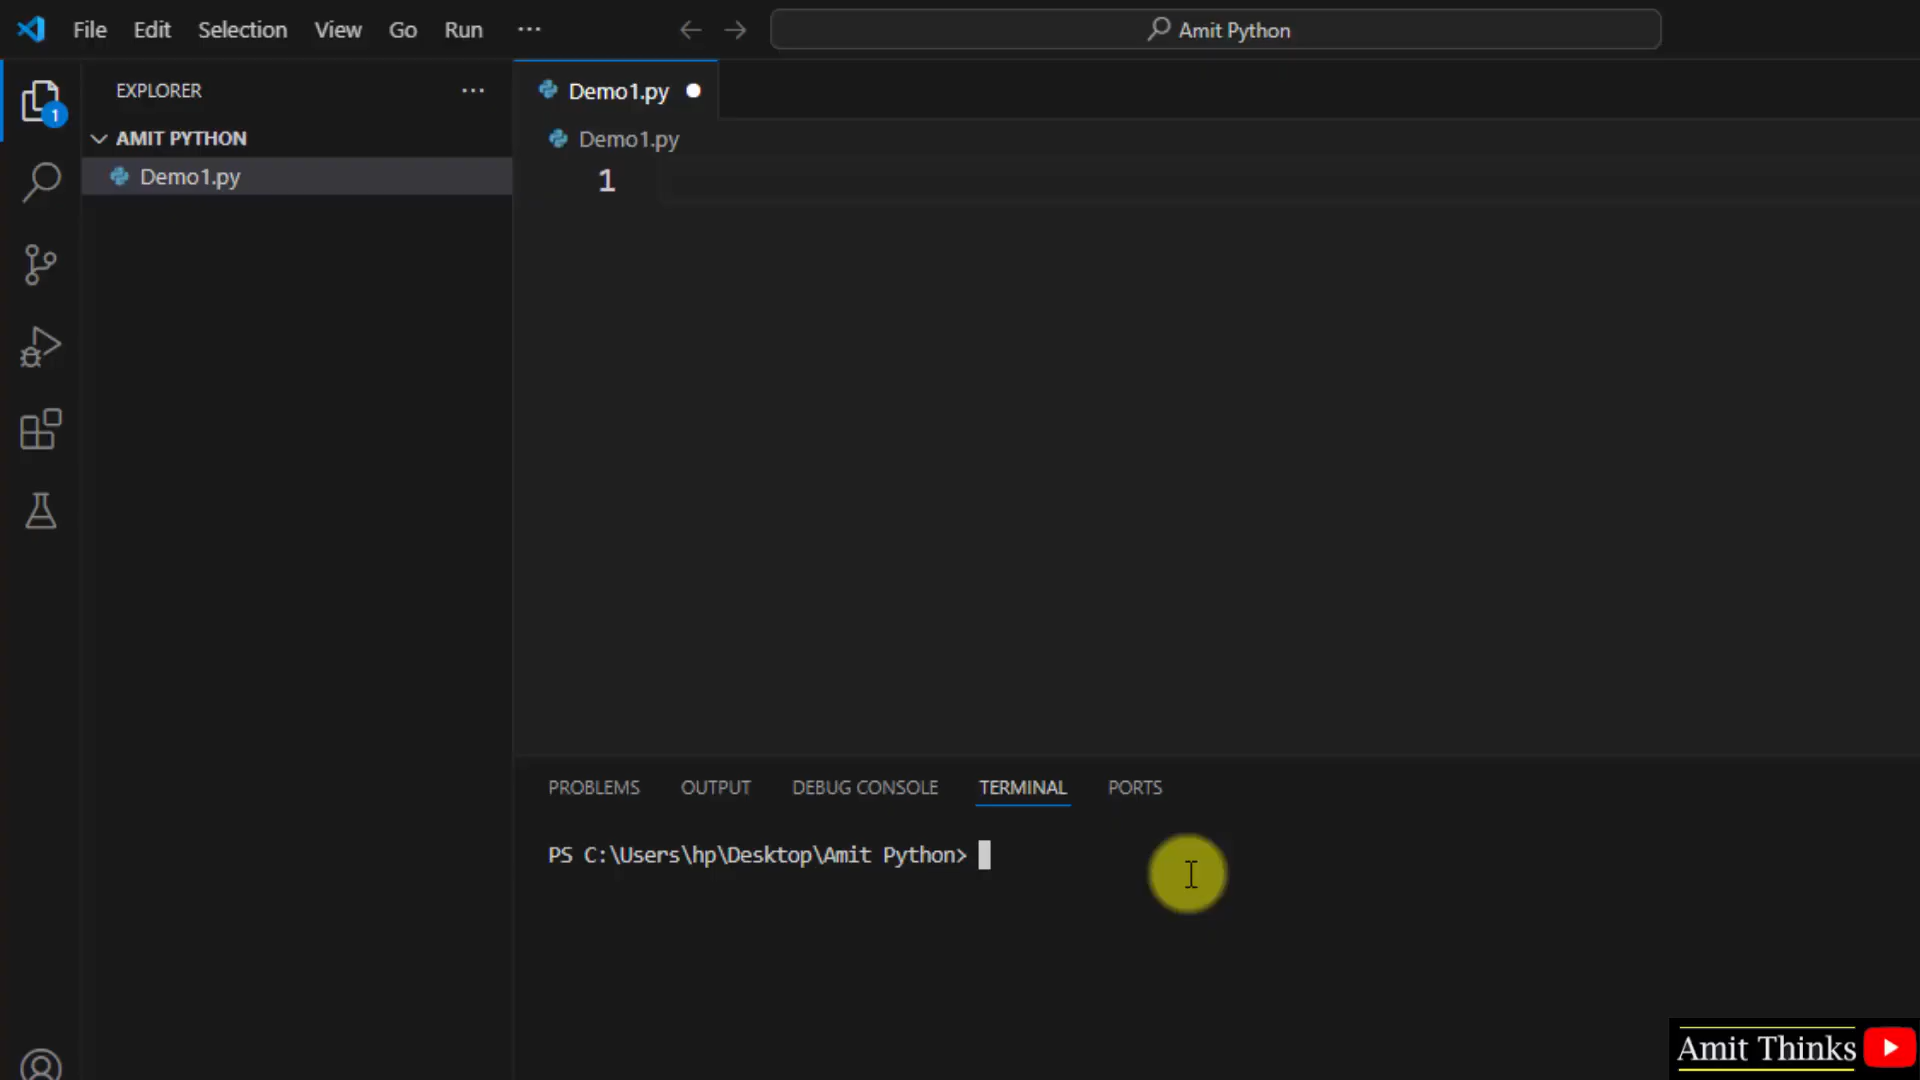 File Edit Selection View Go Run ···
Amit Python
EXPLORER ···
AMIT PYTHON
Demo1.py
1
Demo1.py
Demo1.py
1
PROBLEMS OUTPUT DEBUG CONSOLE TERMINAL PORTS
PS C:\Users\hp\Desktop\Amit Python>
Amit Thinks